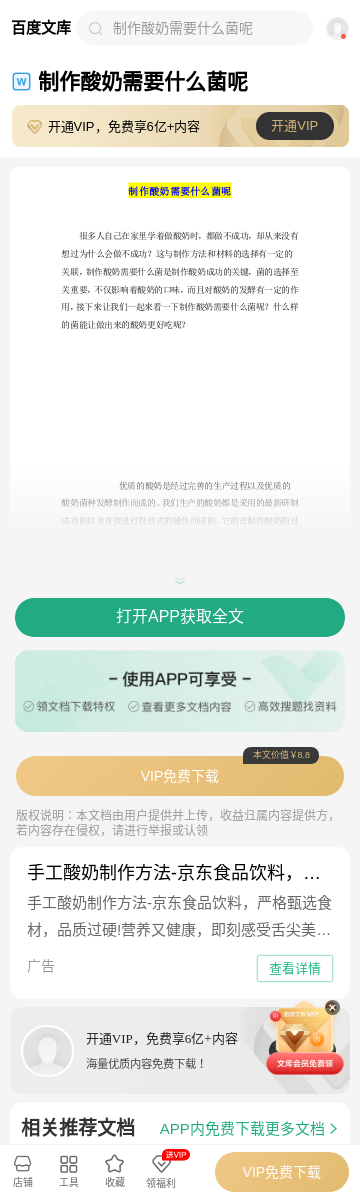 百度文库 制作酸奶需要什么菌呢
W 制作酸奶需要什么菌呢
开通VIP，免费享6亿+内容 开通VIP
制作酸奶需要什么菌呢
很多人自己在家里学着做酸奶时，都做不成功，却从来没有
想过为什么会做不成功？这与制作方法和材料的选择有一定的
关联，制作酸奶需要什么菌是制作酸奶成功的关键，菌的选择至
关重要，不仅影响着酸奶的口味，而且对酸奶的发酵有一定的作
用，接下来让我们一起来看一下制作酸奶需要什么菌呢？什么样
的菌能让做出来的酸奶更好吃呢？
优质的酸奶是经过完善的生产过程以及优质的
酸奶菌种发酵制作而成的。我们生产的酸奶都是采用的最新研制
成功的以及直接进行投放式的操作而成的。它的在制作酸奶的过
打开APP获取全文
- 使用APP可享受 -
领文档下载特权 查看更多文档内容 高效搜题找资料
本文价值￥8.8
VIP免费下载
版权说明：本文档由用户提供并上传，收益归属内容提供方，
若内容存在侵权，请进行举报或认领
手工酸奶制作方法-京东食品饮料，…
手工酸奶制作方法-京东食品饮料，严格甄选食
材，品质过硬!营养又健康，即刻感受舌尖美…
广告 查看详情
开通VIP，免费享6亿+内容
海量优质内容免费下载！
文库会员免费领
相关推荐文档 APP内免费下载更多文档
送VIP
店铺 工具 收藏 领福利 VIP免费下载